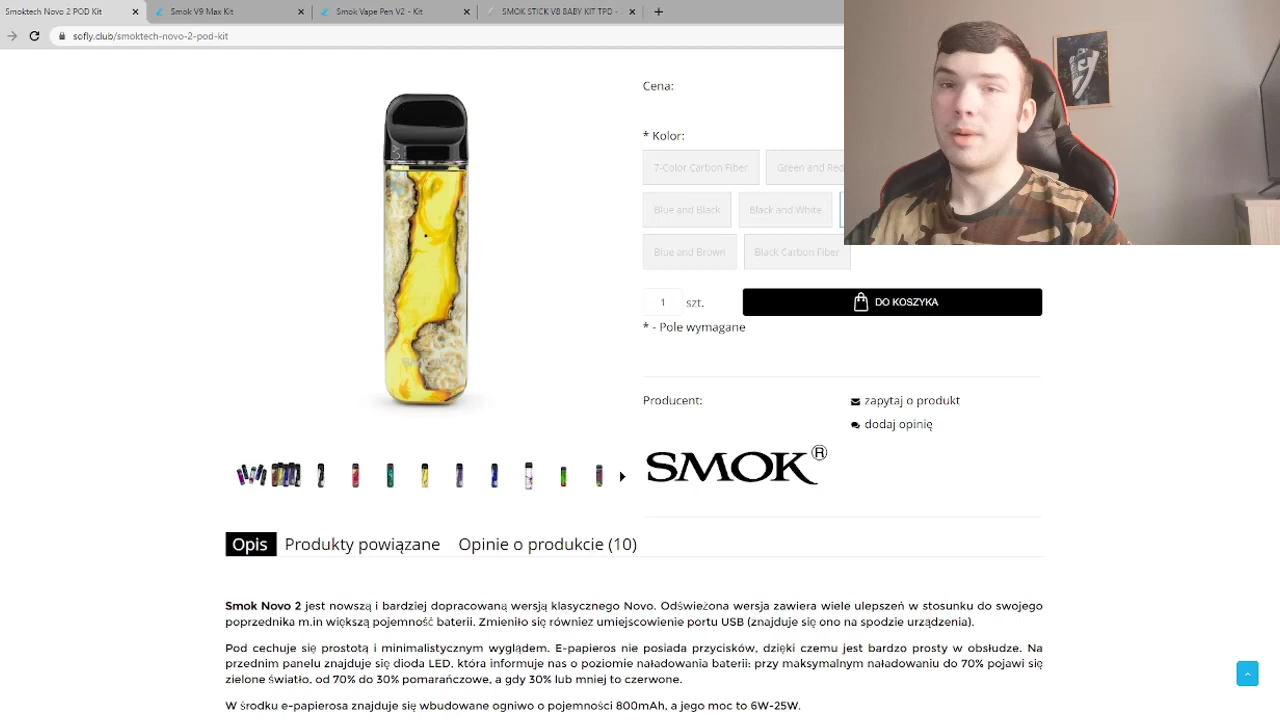 Smoktech Novo 2 POD Kit
Smok V9 Max Kit
Smok Vape Pen V2 - Kit
SMOK STICK V8 BABY KIT TPD -
sofly.club/smoktech-novo-2-pod-kit
Cena:
* Kolor:
7-Color Carbon Fiber
Green and Red
Blue and Black
Black and White
Blue and Brown
Black Carbon Fiber
1 szt.
DO KOSZYKA
* - Pole wymagane
Producent:
zapytaj o produkt
dodaj opinię
SMOK®
Opis Produkty powiązane Opinie o produkcie (10)
Smok Novo 2 jest nowszą i bardziej dopracowaną wersją klasycznego Novo. Odświeżona wersja zawiera wiele ulepszeń w stosunku do swojego
poprzednika m.in większą pojemność baterii. Zmieniło się również umiejscowienie portu USB (znajduje się ono na spodzie urządzenia).
Pod cechuje się prostotą i minimalistycznym wyglądem. E-papieros nie posiada przycisków, dzięki czemu jest bardzo prosty w obsłudze. Na
przednim panelu znajduje się dioda LED, która informuje nas o poziomie naładowania baterii: przy maksymalnym naładowaniu do 70% pojawi się
zielone światło, od 70% do 30% pomarańczowe, a gdy 30% lub mniej to czerwone.
W środku e-papierosa znajduje się wbudowane ogniwo o pojemności 800mAh, a jego moc to 6W-25W.